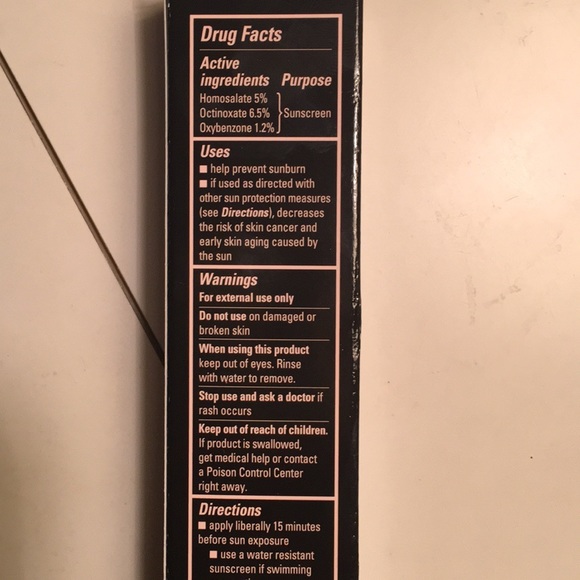 Drug Facts
Active
ingredients Purpose
Homosalate 5%
Octinoxate 6.5% } Sunscreen
Oxybenzone 1.2%
Uses
■ help prevent sunburn
■ if used as directed with
other sun protection measures
(see Directions), decreases
the risk of skin cancer and
early skin aging caused by
the sun
Warnings
For external use only
Do not use on damaged or
broken skin
When using this product
keep out of eyes. Rinse
with water to remove.
Stop use and ask a doctor if
rash occurs
Keep out of reach of children.
If product is swallowed,
get medical help or contact
a Poison Control Center
right away.
Directions
■ apply liberally 15 minutes
before sun exposure
■ use a water resistant
sunscreen if swimming